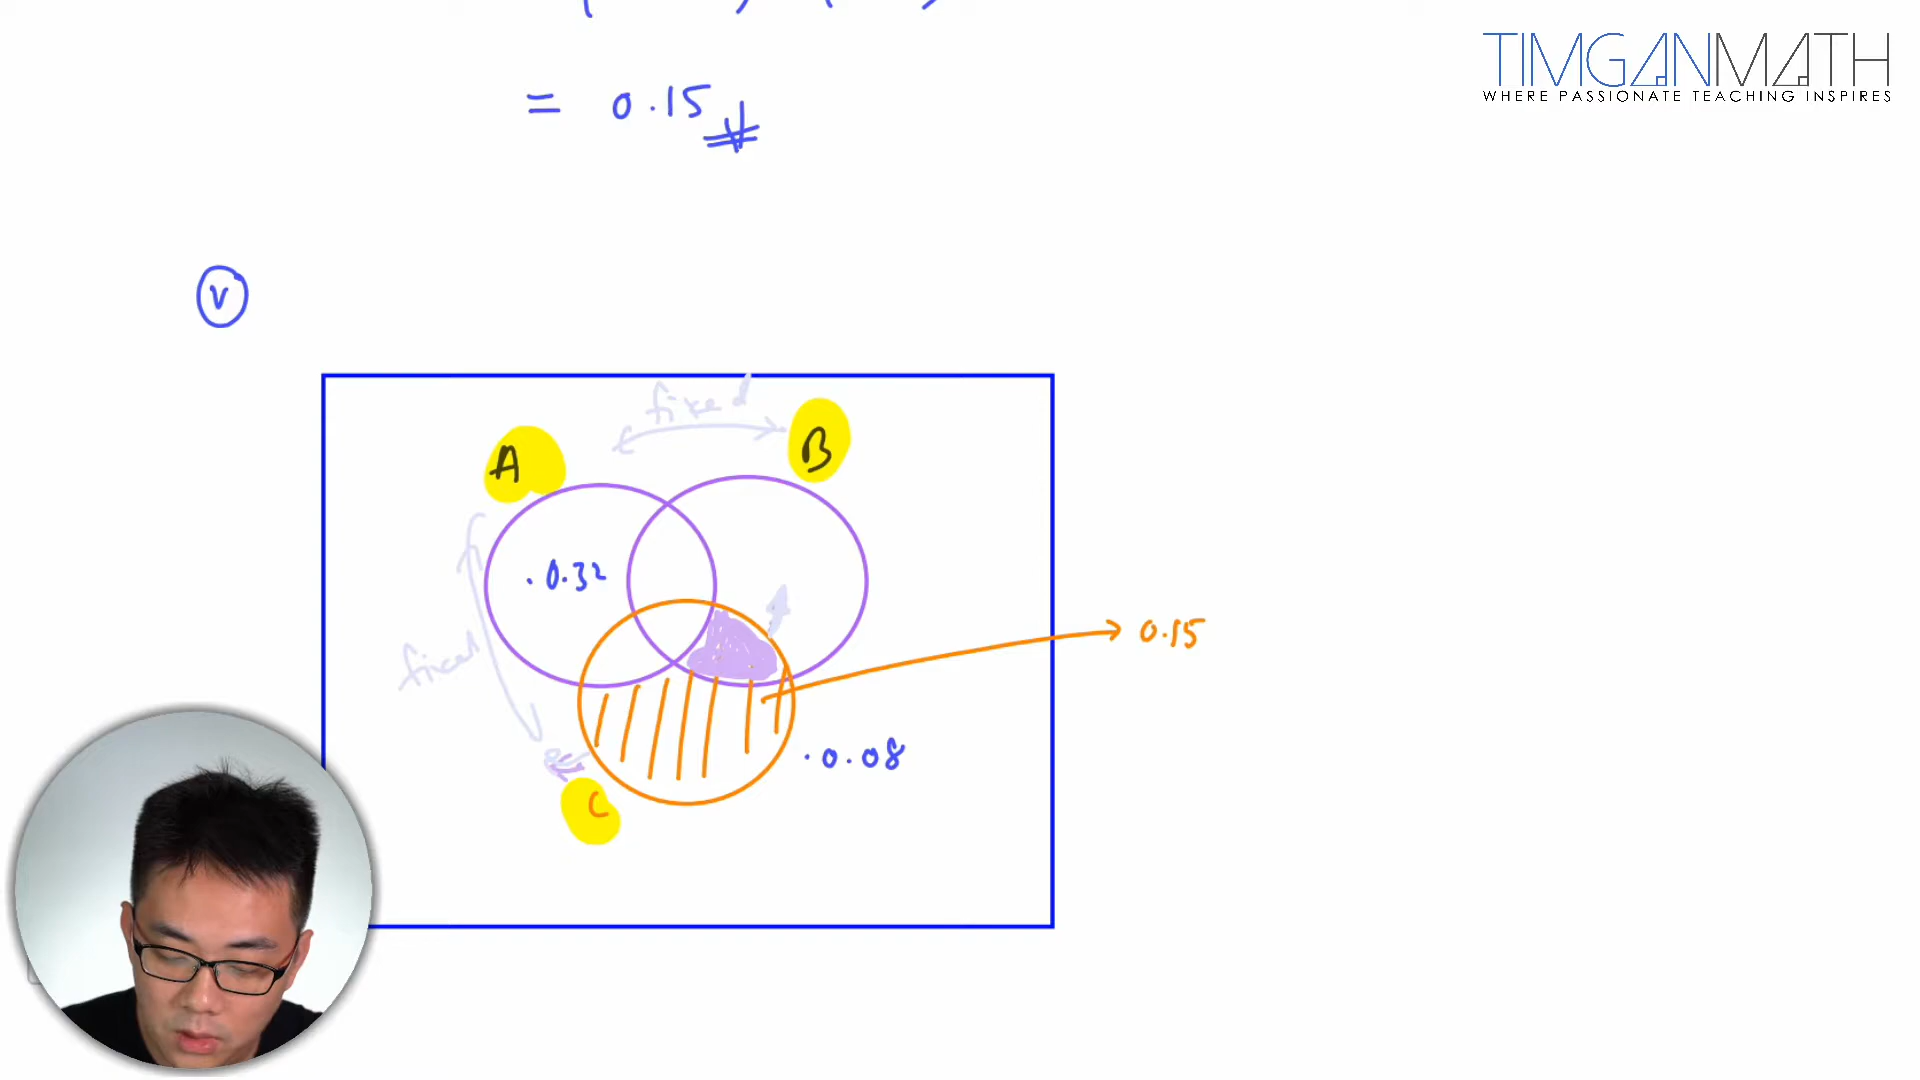 TIMGANMATH
WHERE PASSIONATE TEACHING INSPIRES
= 0.15
V
fixed
A
B
.0.32
fixed
0.15
.0.08
C